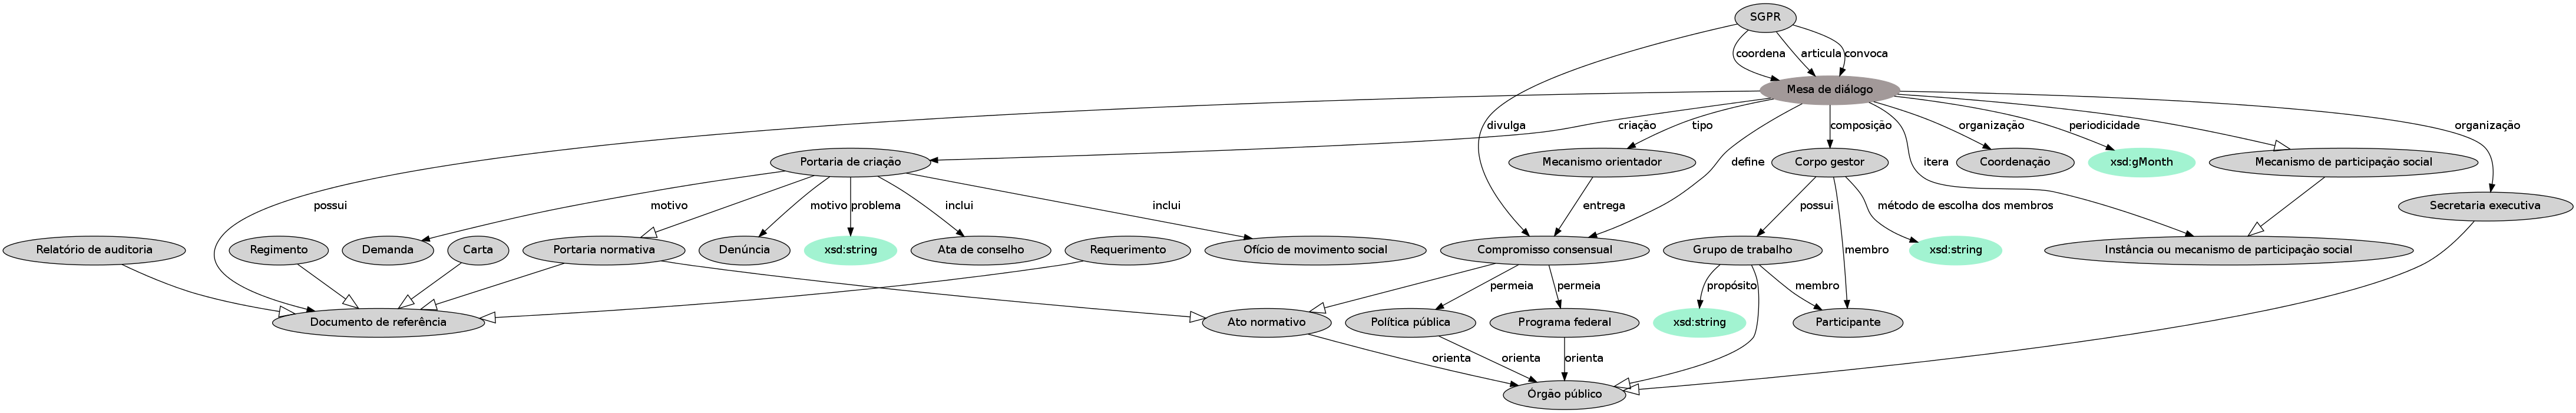 SGPR
coordena
articula
convoca
Mesa de diálogo
divulga
criação
tipo
composição
organização
periodicidade
organização
Portaria de criação
Mecanismo orientador
define
Corpo gestor
itera
Coordenação
xsd:gMonth
Mecanismo de participação social
possui
motivo
motivo
problema
inclui
inclui
entrega
possui
método de escolha dos membros
Secretaria executiva
Relatório de auditoria
Regimento
Demanda
Carta
Portaria normativa
Denúncia
xsd:string
Ata de conselho
Requerimento
Ofício de movimento social
Compromisso consensual
Grupo de trabalho
membro
xsd:string
Instância ou mecanismo de participação social
permeia
permeia
propósito
membro
Documento de referência
Ato normativo
Política pública
Programa federal
xsd:string
Participante
orienta
orienta
orienta
Órgão público